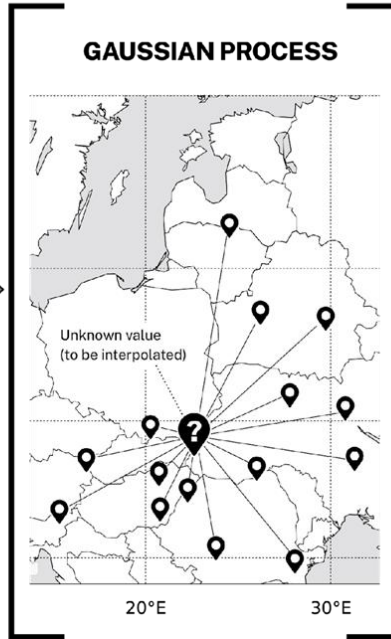 GAUSSIAN PROCESS
Unknown value
(to be interpolated)
?
20°E
30°E